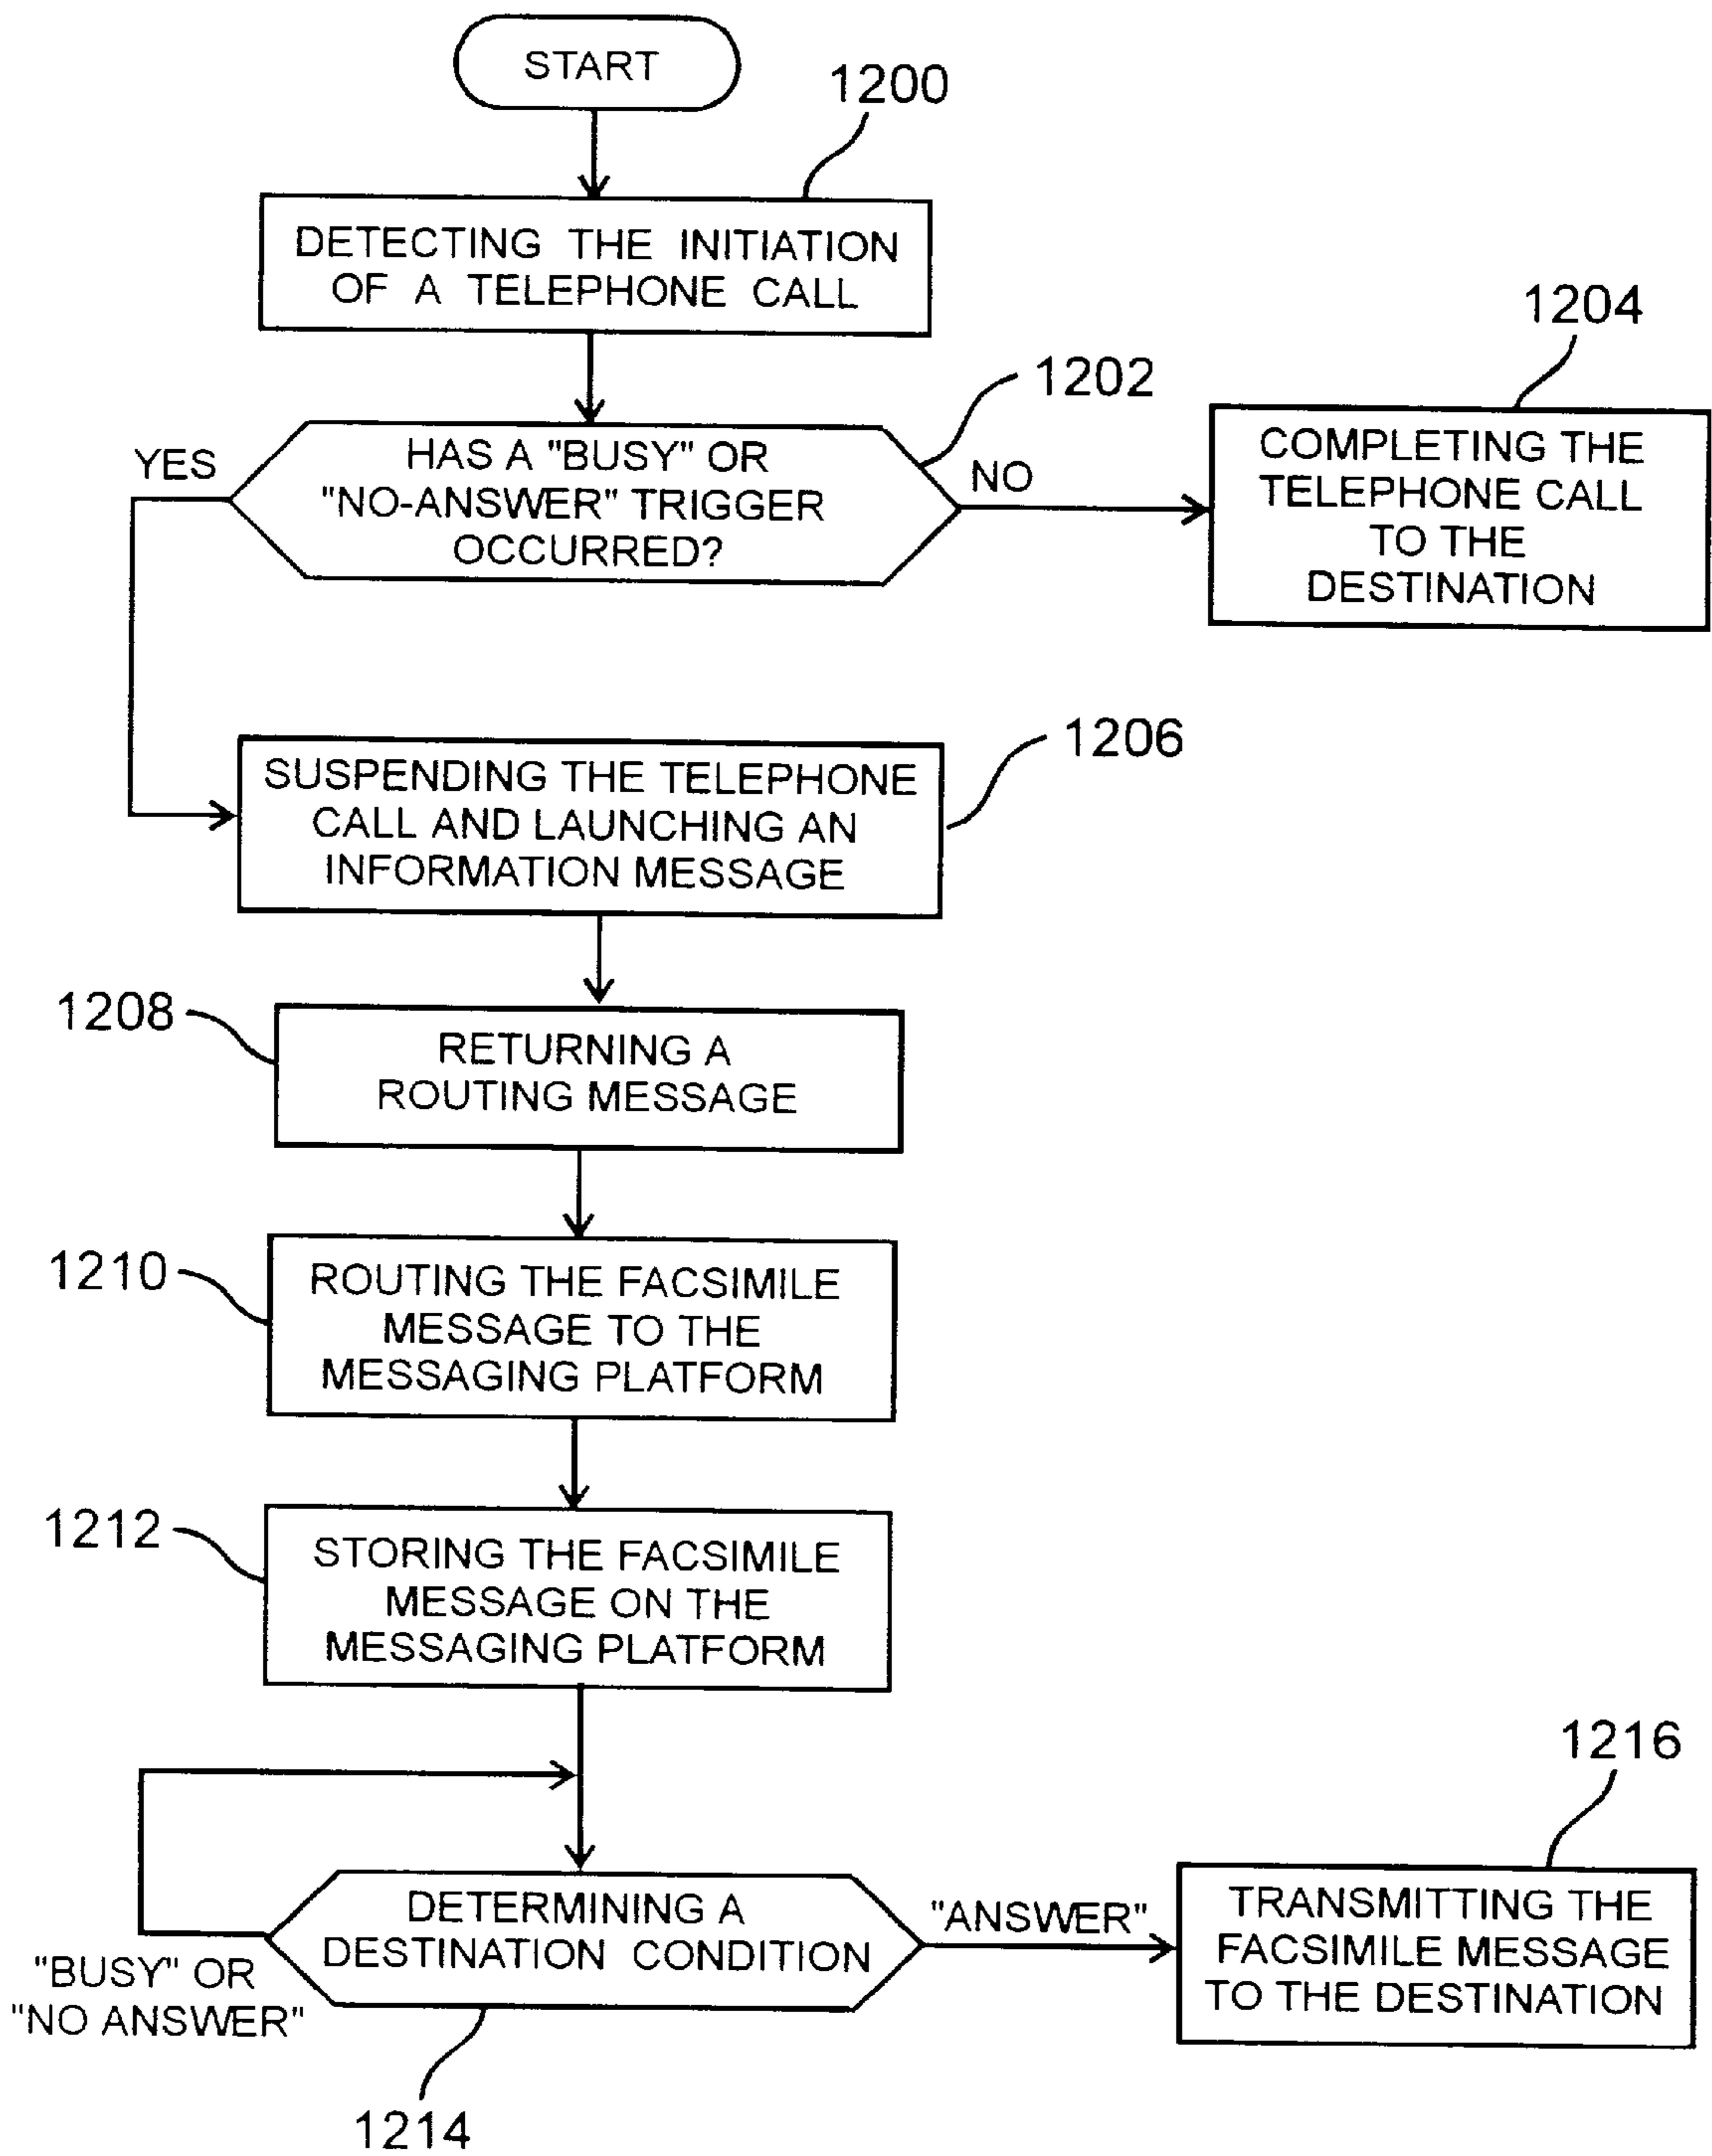 START
1200
DETECTING THE INITIATION
OF A TELEPHONE CALL
1204
1202
YES
HAS A "BUSY" OR
"NO-ANSWER" TRIGGER
OCCURRED?
NO
COMPLETING THE
TELEPHONE CALL
TO THE
DESTINATION
1206
SUSPENDING THE TELEPHONE
CALL AND LAUNCHING AN
INFORMATION MESSAGE
1208
RETURNING A
ROUTING MESSAGE
1210
ROUTING THE FACSIMILE
MESSAGE TO THE
MESSAGING PLATFORM
1212
STORING THE FACSIMILE
MESSAGE ON THE
MESSAGING PLATFORM
1216
DETERMINING A
DESTINATION CONDITION
"ANSWER"
TRANSMITTING THE
FACSIMILE MESSAGE
TO THE DESTINATION
"BUSY" OR
"NO ANSWER"
1214